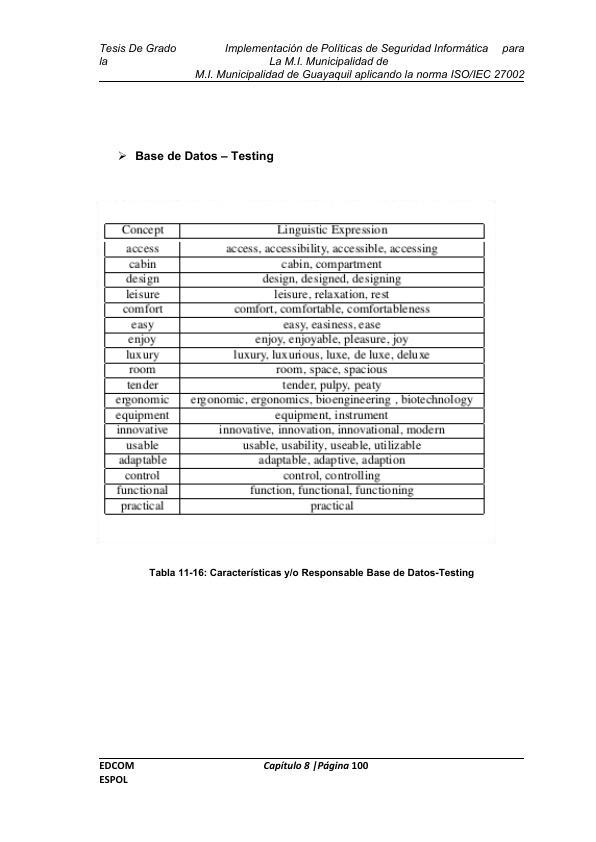 Tesis De Grado Implementación de Políticas de Seguridad Informática para
la La M.I. Municipalidad de
M.I. Municipalidad de Guayaquil aplicando la norma ISO/IEC 27002
➢ Base de Datos – Testing
Concept Linguistic Expression
access access, accessibility, accessible, accessing
cabin cabin, compartment
design design, designed, designing
leisure leisure, relaxation, rest
comfort comfort, comfortable, comfortableness
easy easy, easiness, ease
enjoy enjoy, enjoyable, pleasure, joy
luxury luxury, luxurious, luxe, de luxe, deluxe
room room, space, spacious
tender tender, pulpy, peaty
ergonomic ergonomic, ergonomics, bioengineering , biotechnology
equipment equipment, instrument
innovative innovative, innovation, innovational, modern
usable usable, usability, useable, utilizable
adaptable adaptable, adaptive, adaption
control control, controlling
functional function, functional, functioning
practical practical
Tabla 11-16: Características y/o Responsable Base de Datos-Testing
EDCOM Capítulo 8 |Página 100
ESPOL